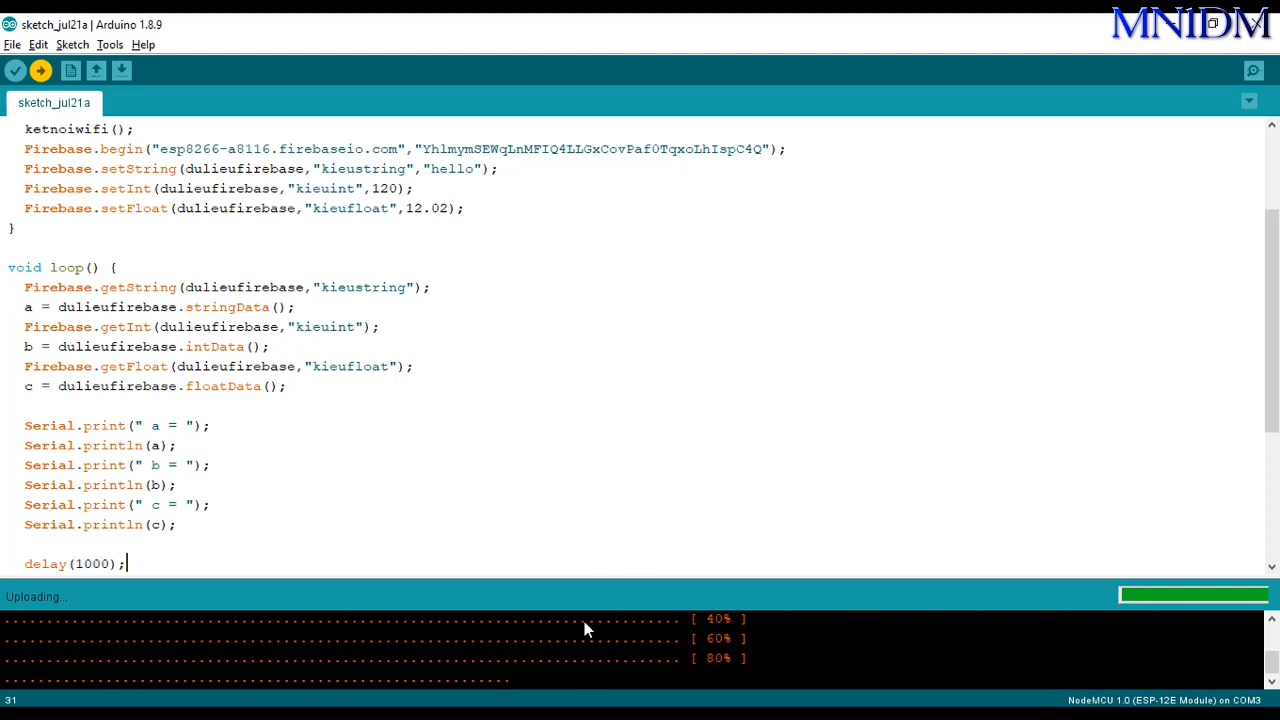 MN1DM
sketch_jul21a | Arduino 1.8.9
File Edit Sketch Tools Help
sketch_jul21a
ketnoiwifi();
Firebase.begin("esp8266-a8116.firebaseio.com","YhlmymSEWqLnMFIQ4LLGxCovPaf0TqxoLhIspC4Q");
Firebase.setString(dulieufirebase,"kieustring","hello");
Firebase.setInt(dulieufirebase,"kieuint",120);
Firebase.setFloat(dulieufirebase,"kieufloat",12.02);
}
void loop() {
Firebase.getString(dulieufirebase,"kieustring");
a = dulieufirebase.stringData();
Firebase.getInt(dulieufirebase,"kieuint");
b = dulieufirebase.intData();
Firebase.getFloat(dulieufirebase,"kieufloat");
c = dulieufirebase.floatData();
Serial.print(" a = ");
Serial.println(a);
Serial.print(" b = ");
Serial.println(b);
Serial.print(" c = ");
Serial.println(c);
delay(1000);
Uploading...
................................................................................ [ 40% ]
................................................................................ [ 60% ]
................................................................................ [ 80% ]
............................................................
31
NodeMCU 1.0 (ESP-12E Module) on COM3